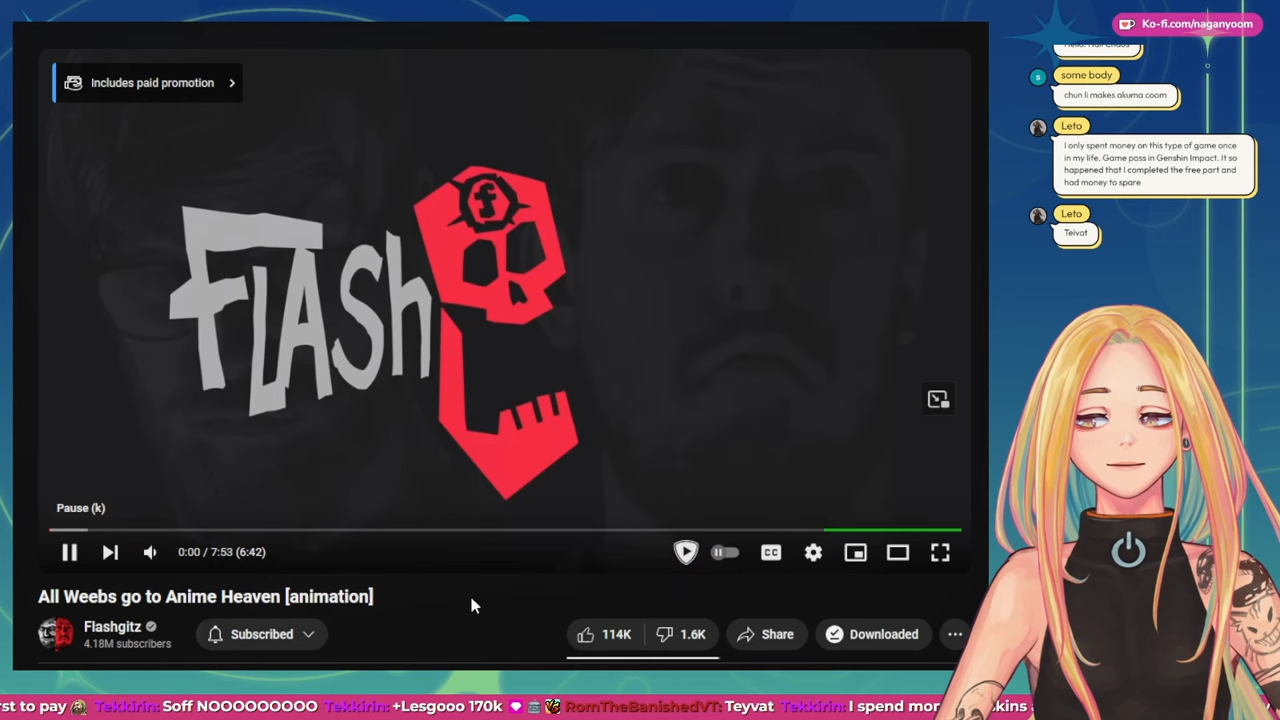 Ko-fi.com/naganyoom
Includes paid promotion
some body
chun li makes akuma coom
Leto
I only spent money on this type of game once
in my life. Game pass in Genshin Impact. It so
happened that I completed the free part and
had money to spare
Leto
Teivat
FLASh
f
Pause (k)
0:00 / 7:53 (6:42)
CC
All Weebs go to Anime Heaven [animation]
Flashgitz
4.18M subscribers
Subscribed
114K
1.6K
Share
Downloaded
rst to pay Tekkirin: Soff NOOOOOOOOO Tekkirin: +Lesgooo 170k RomTheBanishedVT: Teyvat Tekkirin: I spend mor